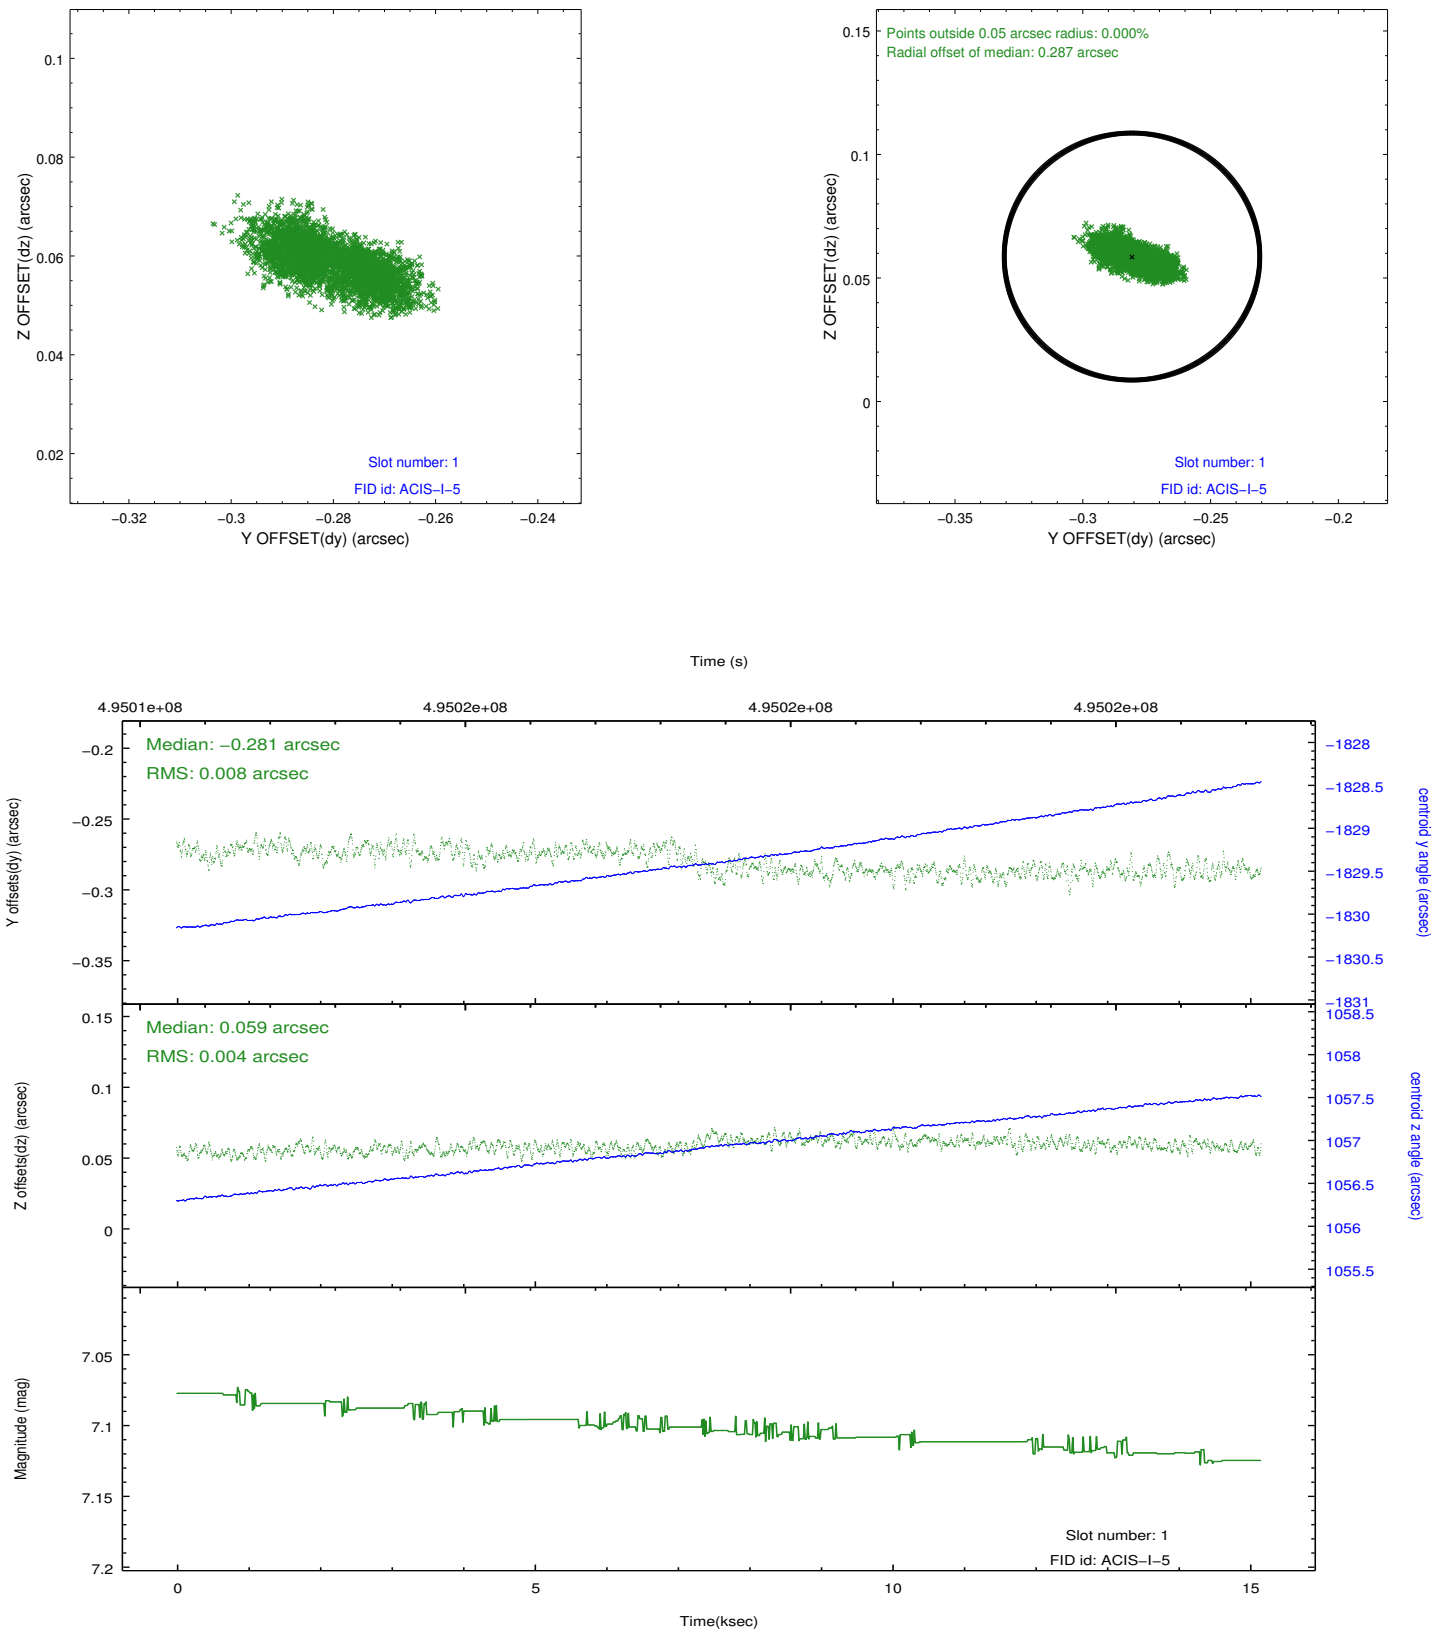 0.1
0.08
0.06
0.04
0.02
Z OFFSET(dz) (arcsec)
Slot number: 1
FID id: ACIS−I−5
−0.32 −0.3 −0.28 −0.26 −0.24
Y OFFSET(dy) (arcsec)
Points outside 0.05 arcsec radius: 0.000%
Radial offset of median: 0.287 arcsec
0.15
0.1
0.05
0
Z OFFSET(dz) (arcsec)
Slot number: 1
FID id: ACIS−I−5
−0.35 −0.3 −0.25 −0.2
Y OFFSET(dy) (arcsec)
Time (s)
4.9501e+08 4.9502e+08 4.9502e+08 4.9502e+08
Median: −0.281 arcsec
RMS: 0.008 arcsec
−0.2
−0.25
−0.3
−0.35
Y offsets(dy) (arcsec)
−1828
−1828.5
−1829
−1829.5
−1830
−1830.5
−1831
centroid y angle (arcsec)
Median: 0.059 arcsec
RMS: 0.004 arcsec
0.15
0.1
0.05
0
Z offsets(dz) (arcsec)
1058.5
1058
1057.5
1057
1056.5
1056
1055.5
centroid z angle (arcsec)
7.05
7.1
7.15
7.2
Magnitude (mag)
Slot number: 1
FID id: ACIS−I−5
0 5 10 15
Time(ksec)